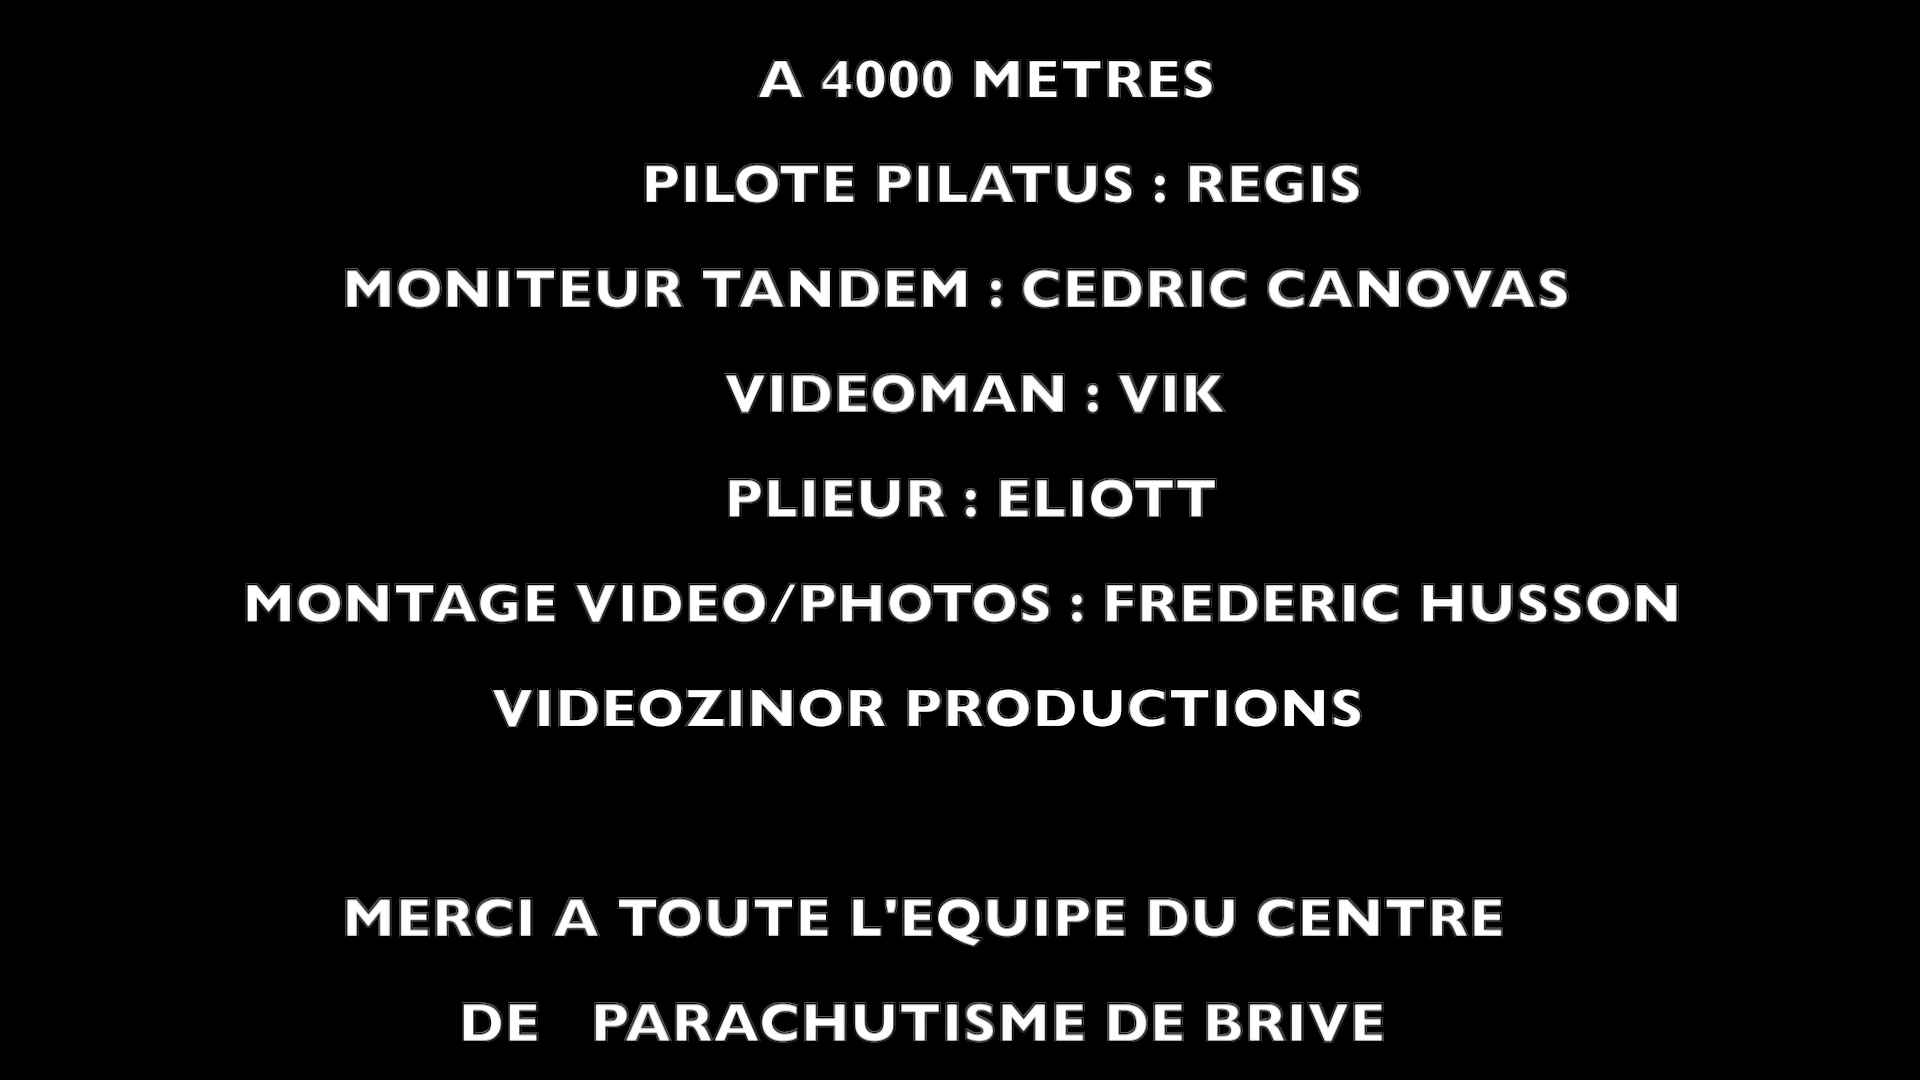 A 4000 METRES
PILOTE PILATUS : REGIS
MONITEUR TANDEM : CEDRIC CANOVAS
VIDEOMAN : VIK
PLIEUR : ELIOTT
MONTAGE VIDEO/PHOTOS : FREDERIC HUSSON
VIDEOZINOR PRODUCTIONS
MERCI A TOUTE L'EQUIPE DU CENTRE
DE PARACHUTISME DE BRIVE